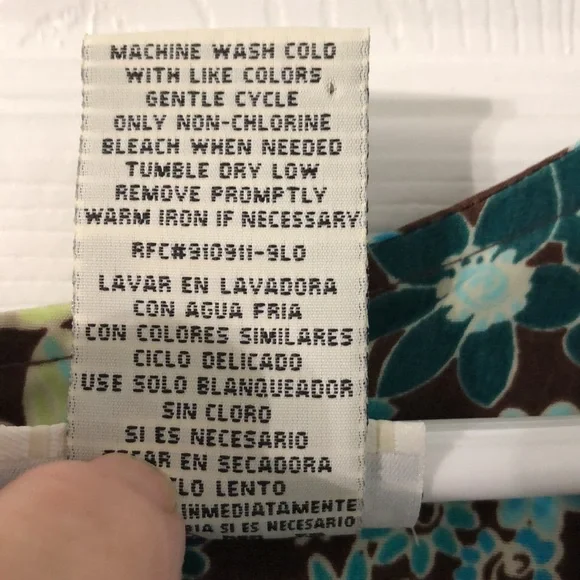 MACHINE WASH COLD
WITH LIKE COLORS
GENTLE CYCLE
ONLY NON-CHLORINE
BLEACH WHEN NEEDED
TUMBLE DRY LOW
REMOVE PROMPTLY
WARM IRON IF NECESSARY
RFC#910911-9L0
LAVAR EN LAVADORA
CON AGUA FRIA
CON COLORES SIMILARES
CICLO DELICADO
USE SOLO BLANQUEADOR
SIN CLORO
SI ES NECESARIO
EN SECADORA
LENTO
INMEDIATAMENTE
SI ES NECESARIO